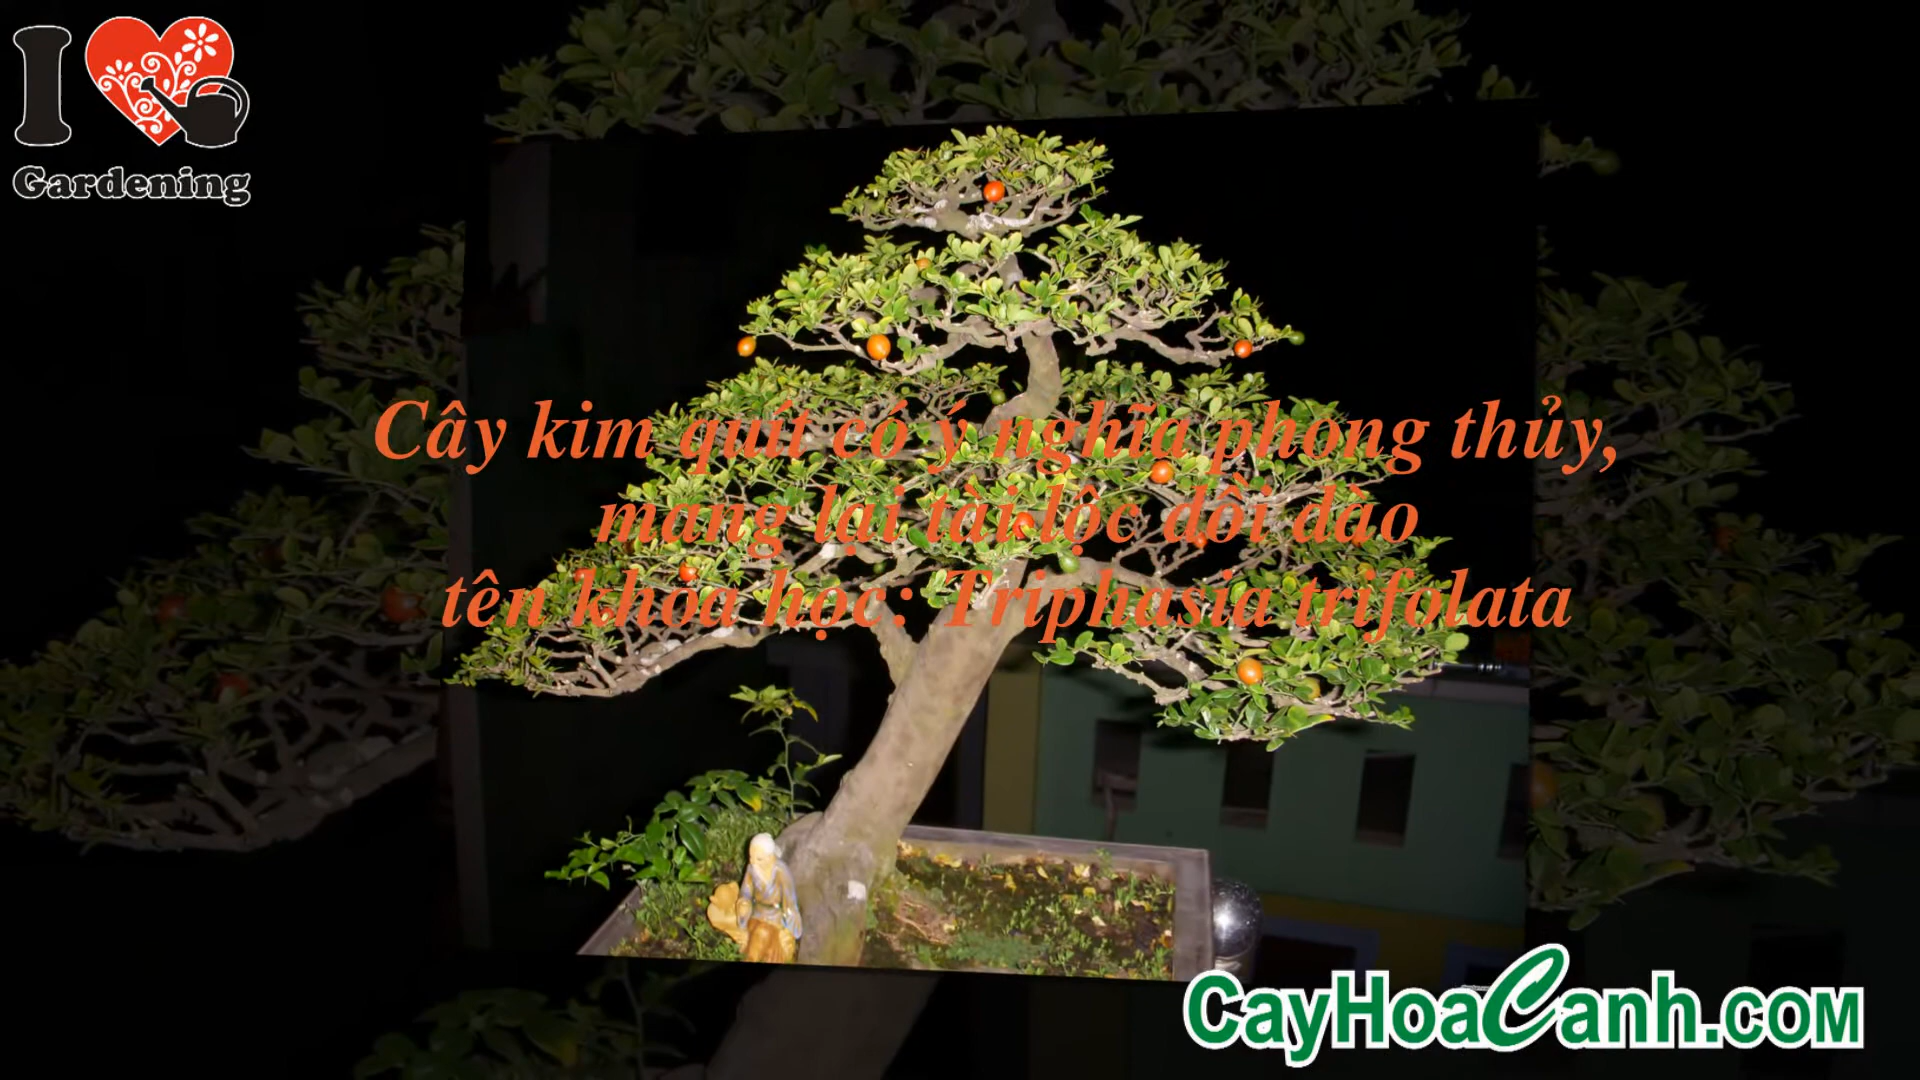 I
Gardening
Cây kim quít có ý nghĩa phong thủy,
mang lại tài lộc dồi dào
tên khoa học: Triphasia trifolata
CayHoaCanh.COM